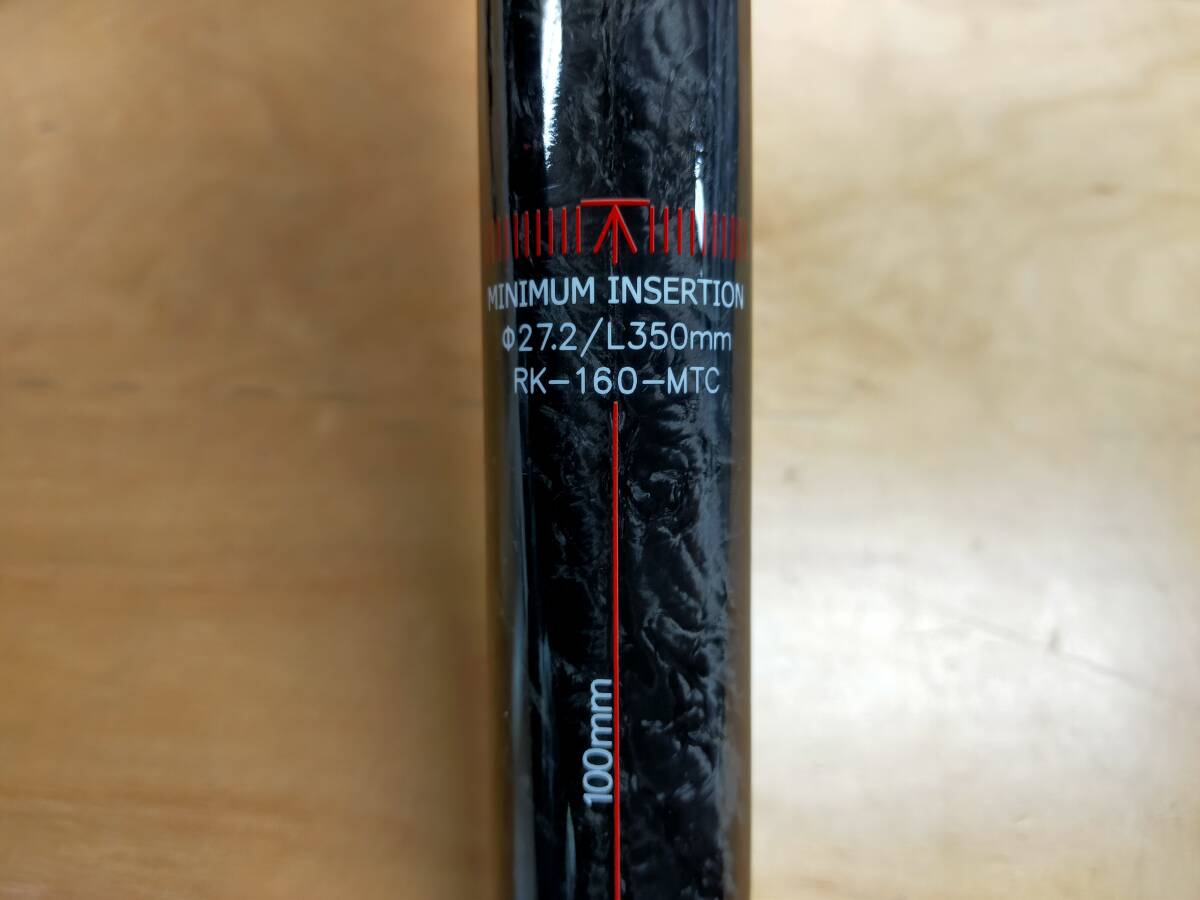 MINIMUM INSERTION
Φ27.2/L350mm
RK-160-MTC
100mm